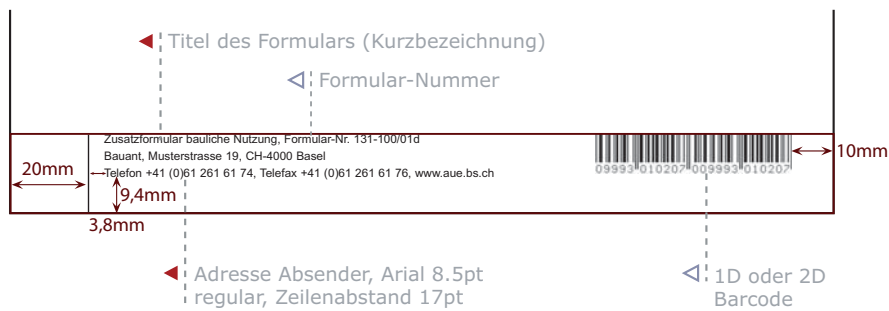 Titel des Formulars (Kurzbezeichnung)
Formular-Nummer
Zusatzformular bauliche Nutzung, Formular-Nr. 131-100/01d
Bauant, Musterstrasse 19, CH-4000 Basel
Telefon +41 (0)61 261 61 74, Telefax +41 (0)61 261 61 76, www.aue.bs.ch
09993 010207 009993 010207
20mm
10mm
9,4mm
3,8mm
Adresse Absender, Arial 8.5pt
regular, Zeilenabstand 17pt
1D oder 2D
Barcode